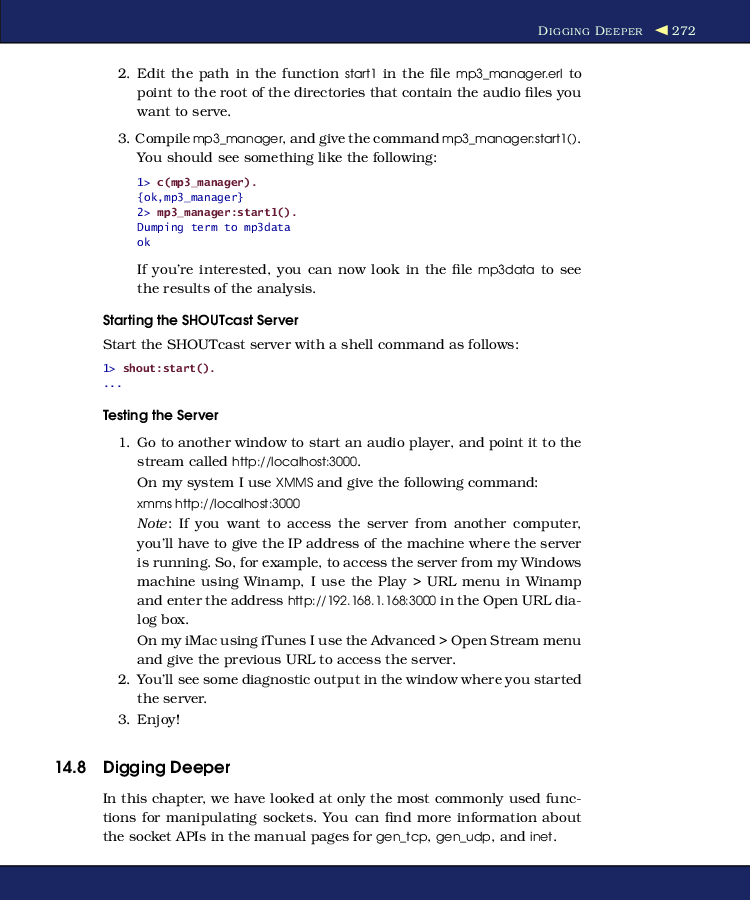 DIGGING DEEPER ◀ 272
2. Edit the path in the function start1 in the file mp3_manager.erl to
point to the root of the directories that contain the audio files you
want to serve.
3. Compile mp3_manager, and give the command mp3_manager:start1().
You should see something like the following:
1> c(mp3_manager).
{ok,mp3_manager}
2> mp3_manager:start1().
Dumping term to mp3data
ok
If you're interested, you can now look in the file mp3data to see
the results of the analysis.
Starting the SHOUTcast Server
Start the SHOUTcast server with a shell command as follows:
1> shout:start().
...
Testing the Server
1. Go to another window to start an audio player, and point it to the
stream called http://localhost:3000.
On my system I use XMMS and give the following command:
xmms http://localhost:3000
Note: If you want to access the server from another computer,
you'll have to give the IP address of the machine where the server
is running. So, for example, to access the server from my Windows
machine using Winamp, I use the Play > URL menu in Winamp
and enter the address http://192.168.1.168:3000 in the Open URL dia-
log box.
On my iMac using iTunes I use the Advanced > Open Stream menu
and give the previous URL to access the server.
2. You'll see some diagnostic output in the window where you started
the server.
3. Enjoy!
14.8 Digging Deeper
In this chapter, we have looked at only the most commonly used func-
tions for manipulating sockets. You can find more information about
the socket APIs in the manual pages for gen_tcp, gen_udp, and inet.